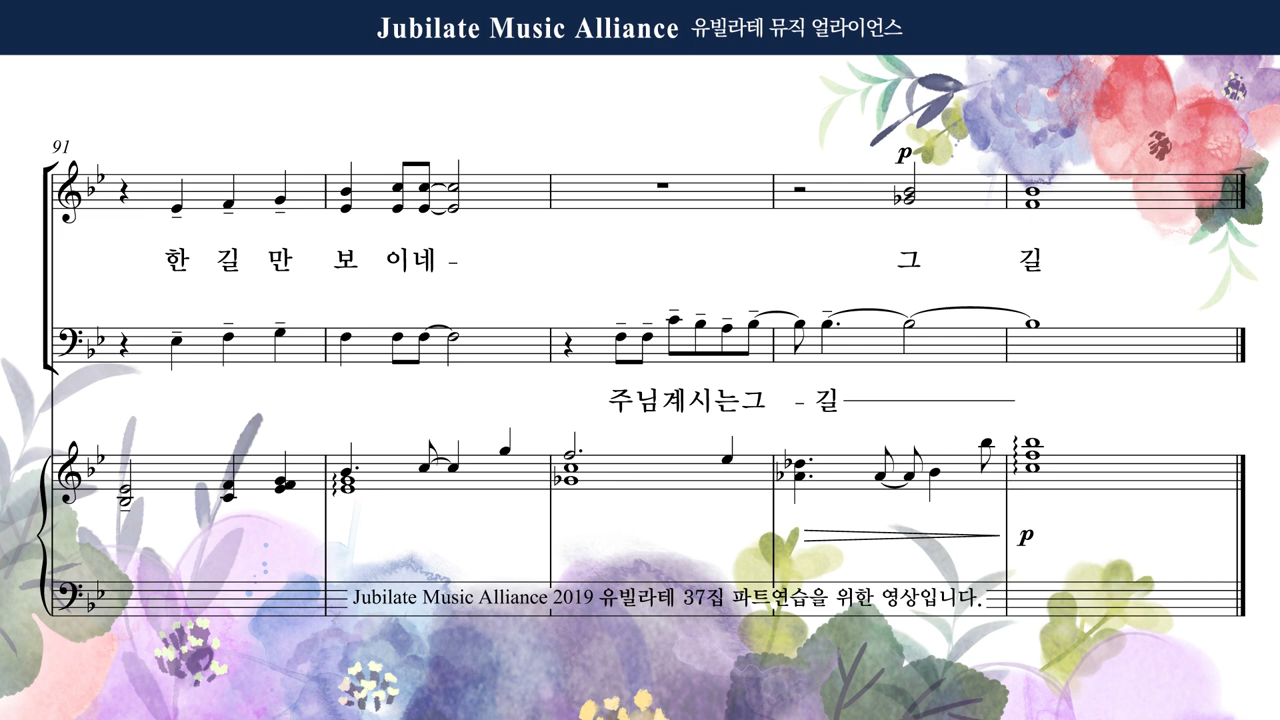 Jubilate Music Alliance 유빌라테 뮤직 얼라이언스
91
p
한 길 만 보 이네 - 그 길
주님계시는그 - 길
p
Jubilate Music Alliance 2019 유빌라테 37집 파트연습을 위한 영상입니다.